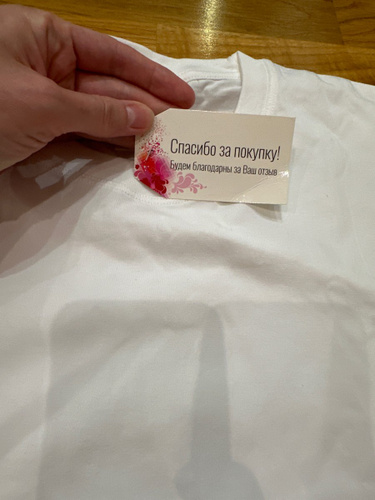 Спасибо за покупку!
Будем благодарны за Ваш отзыв